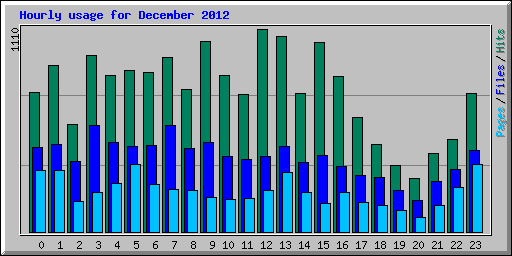 Hourly usage for December 2012
1110
Pages/Files/Hits
0 1 2 3 4 5 6 7 8 9 10 11 12 13 14 15 16 17 18 19 20 21 22 23